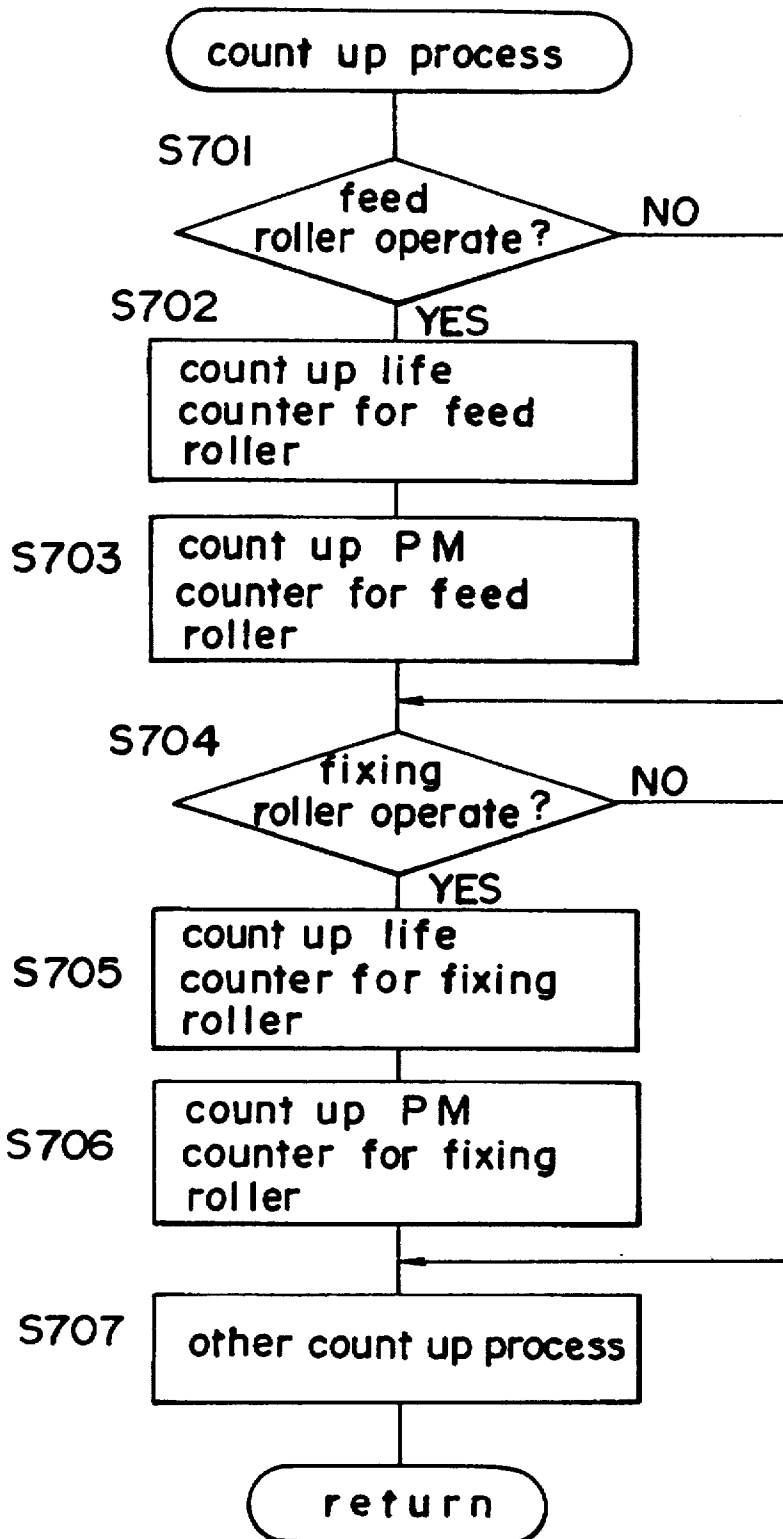 count up process
S701
feed
roller operate?
NO
S702
YES
count up life
counter for feed
roller
S703
count up PM
counter for feed
roller
S704
fixing
roller operate?
NO
YES
S705
count up life
counter for fixing
roller
S706
count up PM
counter for fixing
roller
S707
other count up process
return